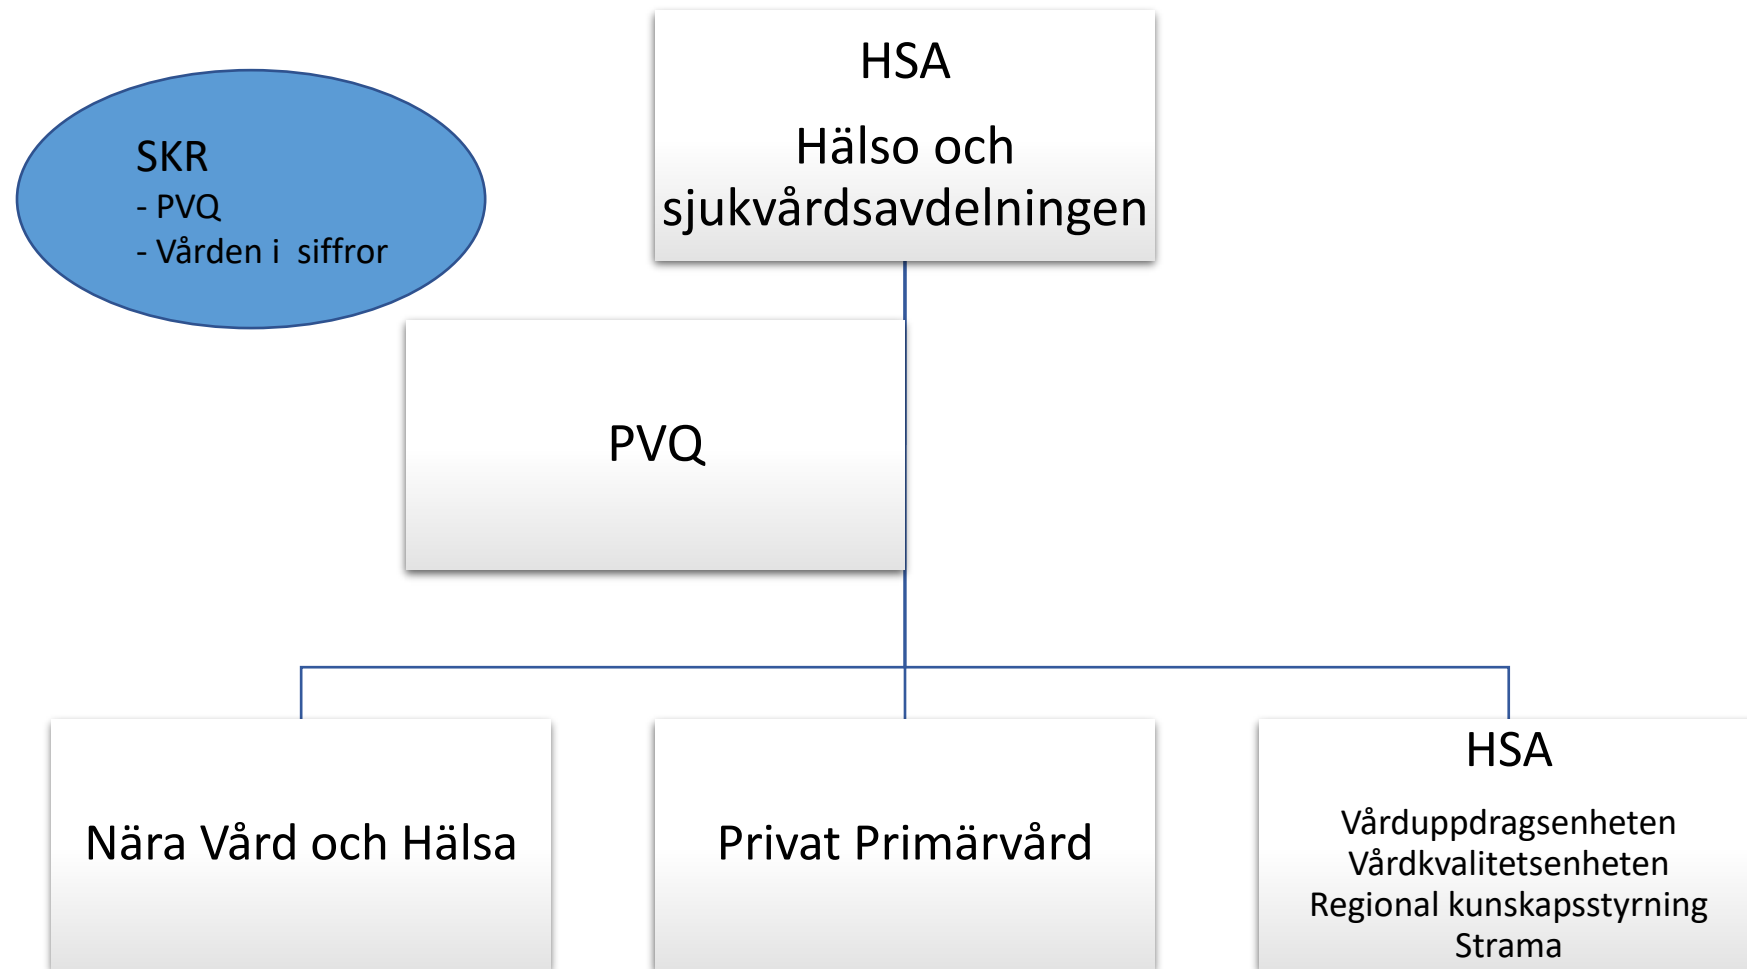 HSA
Hälso och
sjukvårdsavdelningen
SKR
- PVQ
- Vården i  siffror
PVQ
Nära Vård och Hälsa
Privat Primärvård
HSA
Vårduppdragsenheten
Vårdkvalitetsenheten
Regional kunskapsstyrning
Strama